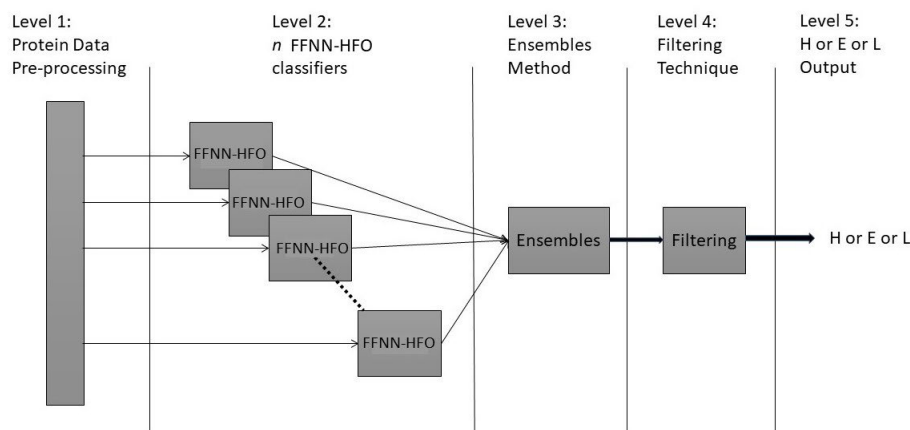 Level 1:
Protein Data
Pre-processing
Level 2:
n FFNN-HFO
classifiers
Level 3:
Ensembles
Method
Level 4:
Filtering
Technique
Level 5:
H or E or L
Output
FFNN-HFO
FFNN-HFO
FFNN-HFO
FFNN-HFO
Ensembles
Filtering
H or E or L